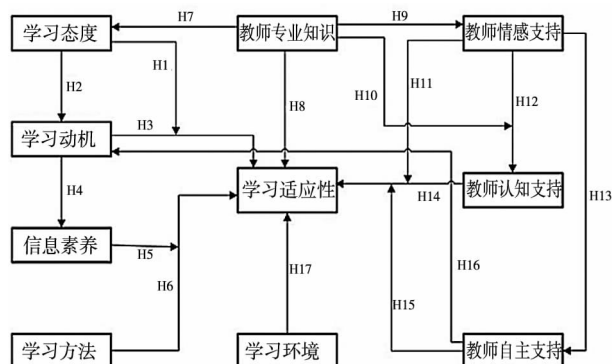 学习态度
H7
教师专业知识
H9
教师情感支持
H1
H2
H8
H10
H11
H12
学习动机
H3
H4
学习适应性
H14
教师认知支持
H13
信息素养
H5
H6
H17
H16
H15
学习方法
学习环境
教师自主支持